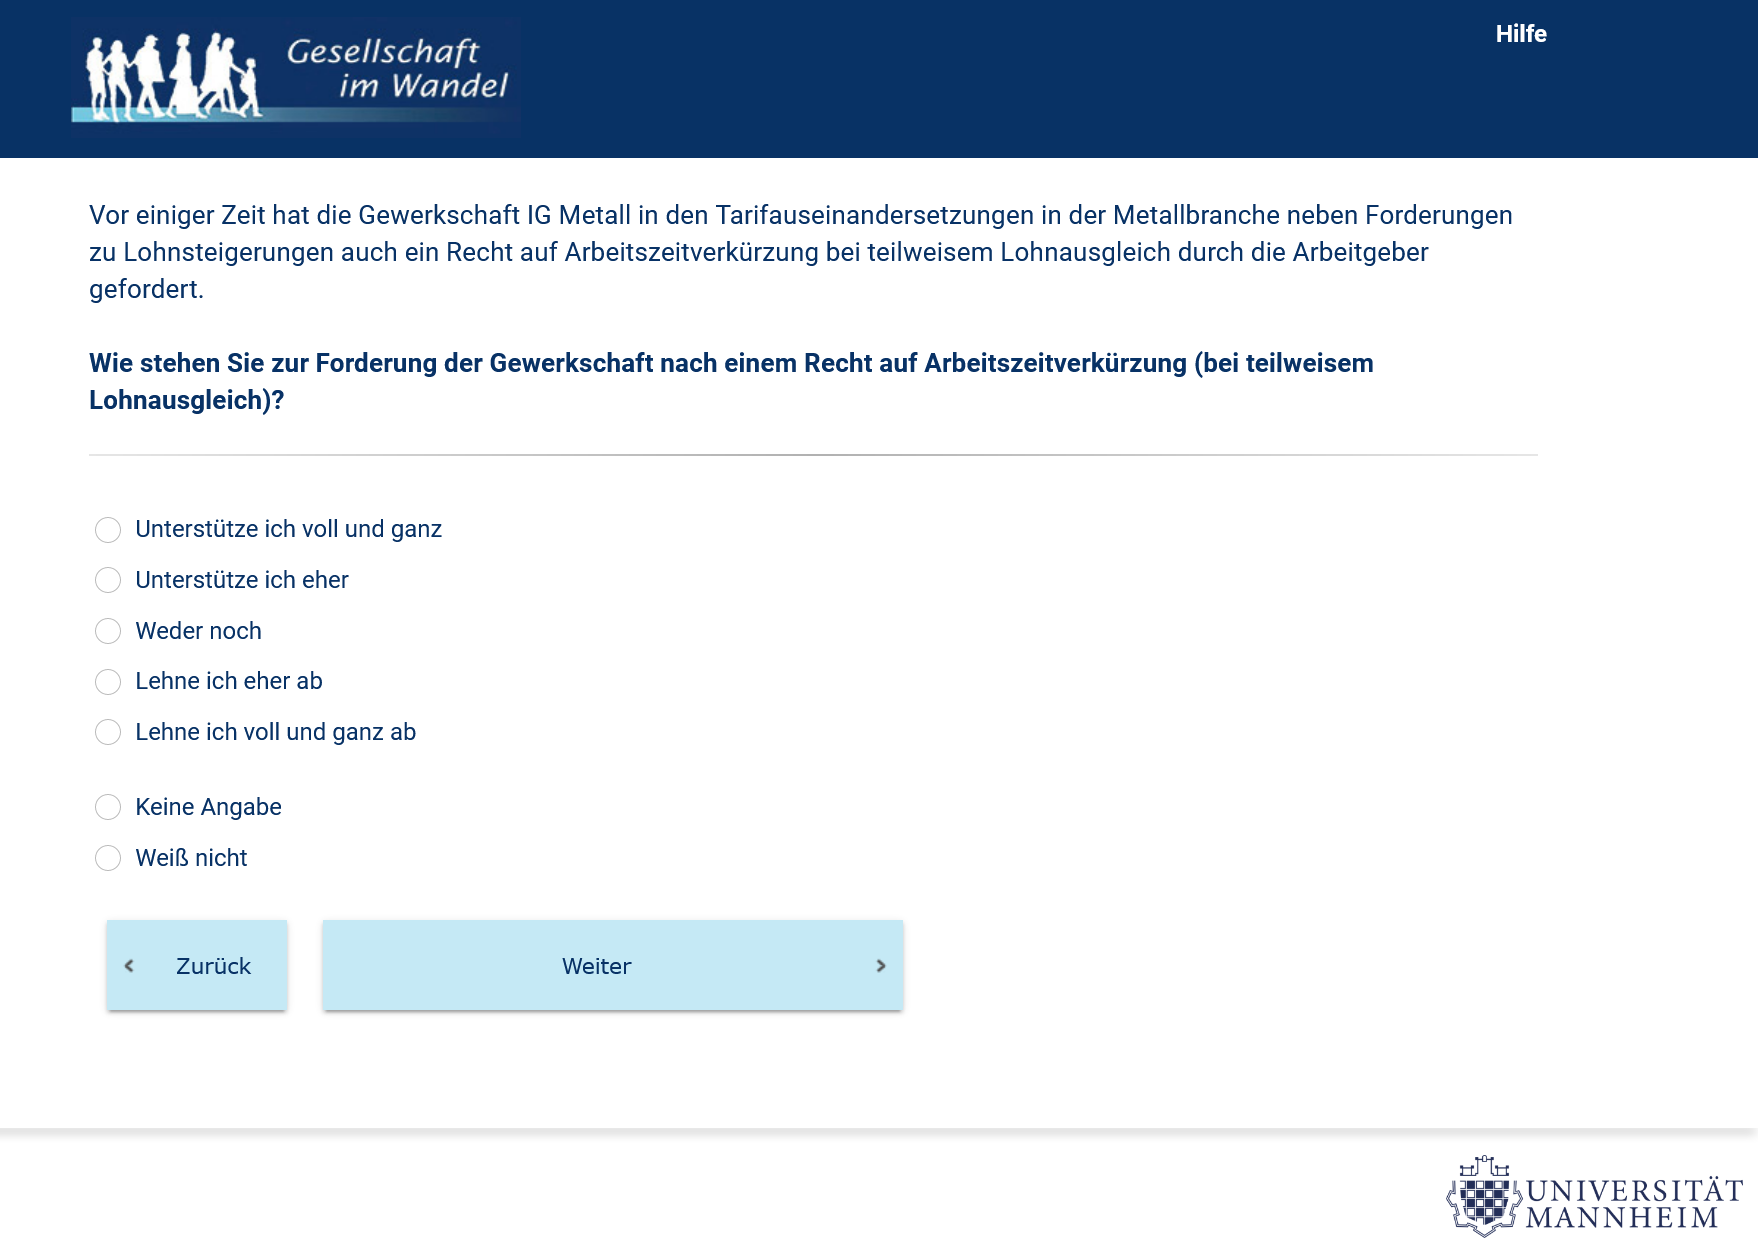 Gesellschaft
im Wandel
Hilfe
Vor einiger Zeit hat die Gewerkschaft IG Metall in den Tarifauseinandersetzungen in der Metallbranche neben Forderungen
zu Lohnsteigerungen auch ein Recht auf Arbeitszeitverkürzung bei teilweisem Lohnausgleich durch die Arbeitgeber
gefordert.
Wie stehen Sie zur Forderung der Gewerkschaft nach einem Recht auf Arbeitszeitverkürzung (bei teilweisem
Lohnausgleich)?
Unterstütze ich voll und ganz
Unterstütze ich eher
Weder noch
Lehne ich eher ab
Lehne ich voll und ganz ab
Keine Angabe
Weiß nicht
Zurück
Weiter
UNIVERSITÄT
MANNHEIM